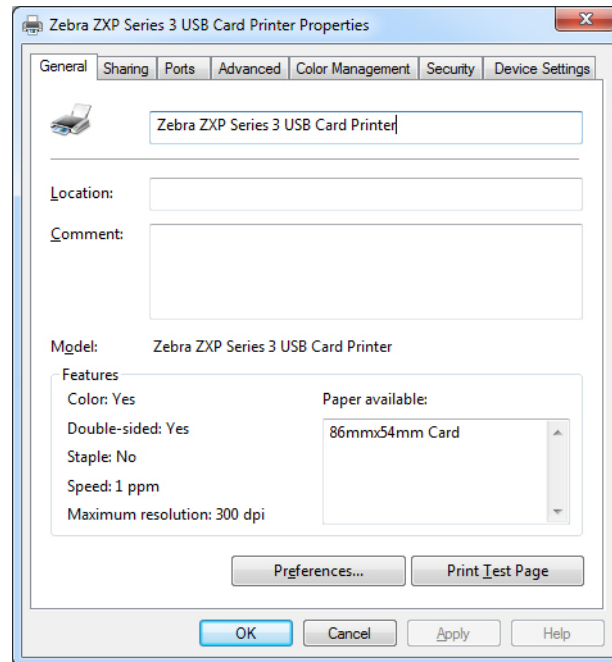 Zebra ZXP Series 3 USB Card Printer Properties
General Sharing Ports Advanced Color Management Security Device Settings
Zebra ZXP Series 3 USB Card Printer
Location:
Comment:
Model: Zebra ZXP Series 3 USB Card Printer
Features
Color: Yes Paper available:
Double-sided: Yes 86mmx54mm Card
Staple: No
Speed: 1 ppm
Maximum resolution: 300 dpi
Preferences... Print Test Page
OK Cancel Apply Help